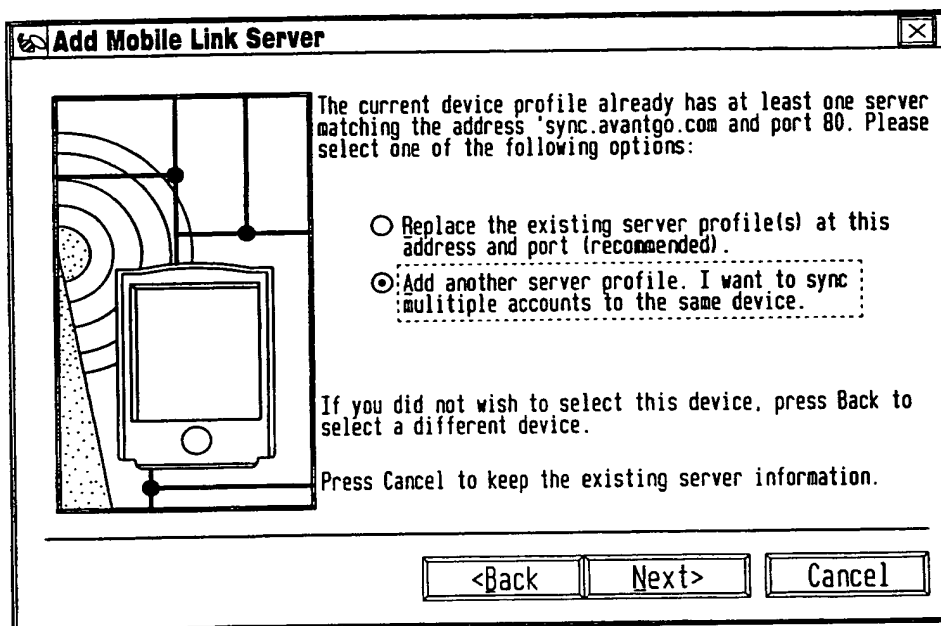 Add Mobile Link Server
The current device profile already has at least one server
matching the address 'sync.avantgo.com and port 80. Please
select one of the following options:
Replace the existing server profile(s) at this
address and port (recommended).
Add another server profile. I want to sync
mulitiple accounts to the same device.
If you did not wish to select this device, press Back to
select a different device.
Press Cancel to keep the existing server information.
<Back
Next>
Cancel